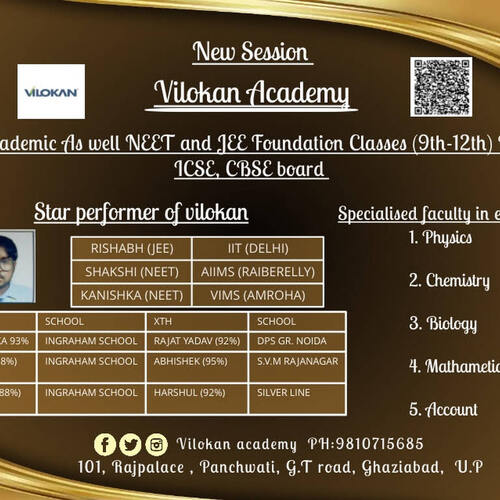 New Session
VILOKAN
Vilokan Academy
ademic As well NEET and JEE Foundation Classes (9th-12th)
ICSE, CBSE board
Star performer of vilokan
Specialised faculty in e
RISHABH (JEE) IIT (DELHI)
SHAKSHI (NEET) AIIMS (RAIBERELLY)
KANISHKA (NEET) VIMS (AMROHA)
SCHOOL XTH SCHOOL
KA 93% INGRAHAM SCHOOL RAJAT YADAV (92%) DPS GR. NOIDA
8%) INGRAHAM SCHOOL ABHISHEK (95%) S.V.M RAJANAGAR
88%) INGRAHAM SCHOOL HARSHUL (92%) SILVER LINE
1. Physics
2. Chemistry
3. Biology
4. Mathametic
5. Account
Vilokan academy PH:9810715685
101, Rajpalace , Panchwati, G.T road, Ghaziabad, U.P